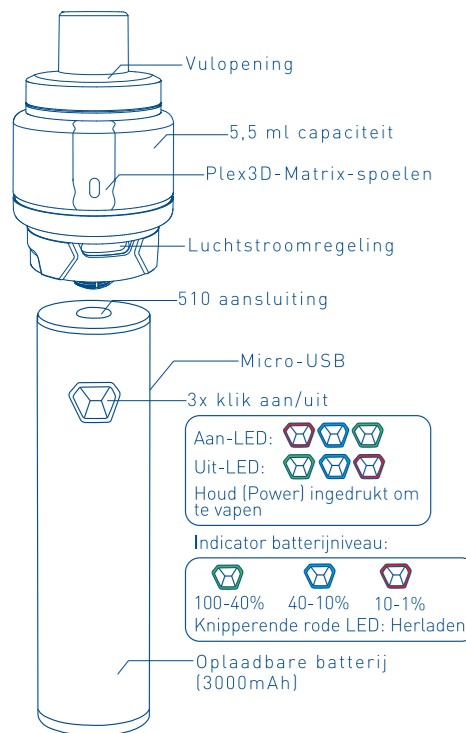 Vulopening
5,5 ml capaciteit
Plex3D-Matrix-spoelen
Luchtstroomregeling
510 aansluiting
Micro-USB
3x klik aan/uit
Aan-LED:
Uit-LED:
Houd (Power) ingedrukt om
te vapen
Indicator batterijniveau:
100-40% 40-10% 10-1%
Knipperende rode LED: Herladen
Oplaadbare batterij
(3000mAh)